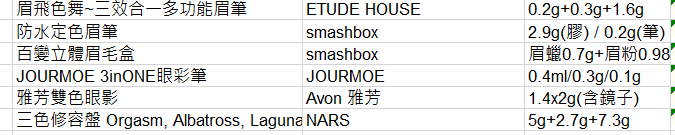 眉飛色舞~三效合一多功能眉筆 ETUDE HOUSE 0.2g+0.3g+1.6g
防水定色眉筆 smashbox 2.9g(膠) / 0.2g(筆)
百變立體眉毛盒 smashbox 眉蠟0.7g+眉粉0.98
JOURMOE 3inONE眼彩筆 JOURMOE 0.4ml/0.3g/0.1g
雅芳雙色眼影 Avon 雅芳 1.4x2g(含鏡子)
三色修容盤 Orgasm, Albatross, Laguna NARS 5g+2.7g+7.3g